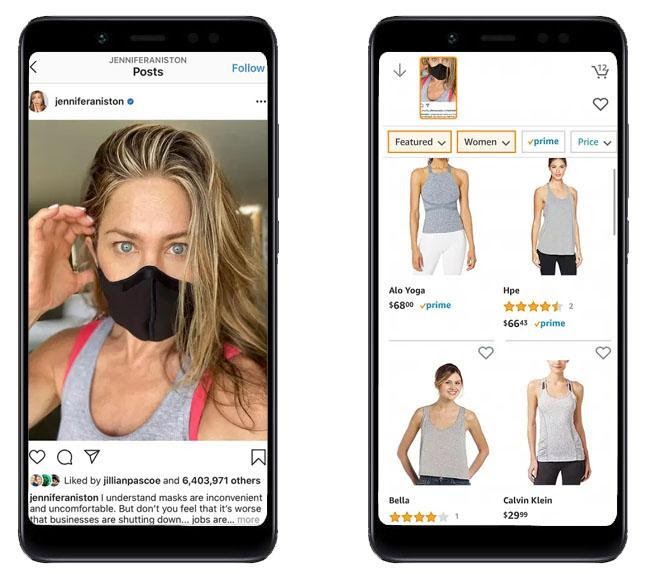 JENNIFERANISTON
Posts
Follow
jenniferaniston
Liked by jillianpascoe and 6,403,971 others
jenniferaniston I understand masks are inconvenient
and uncomfortable. But don't you feel that it's worse
that businesses are shutting down... jobs are... more
12
Featured
Women
prime
Price
Alo Yoga
$68⁰⁰ prime
Hpe
2
$66⁴³ prime
Bella
1
Calvin Klein
$29⁹⁹